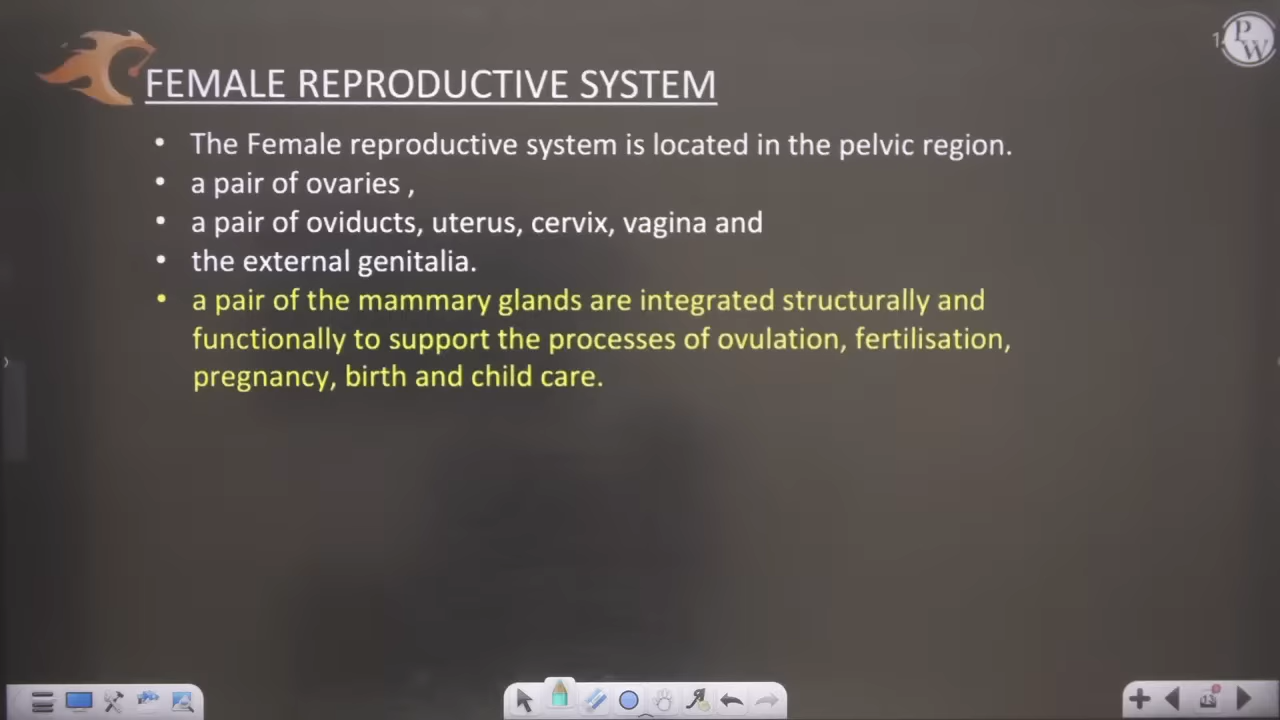 PW
1
FEMALE REPRODUCTIVE SYSTEM
• The Female reproductive system is located in the pelvic region.
• a pair of ovaries ,
• a pair of oviducts, uterus, cervix, vagina and
• the external genitalia.
• a pair of the mammary glands are integrated structurally and
functionally to support the processes of ovulation, fertilisation,
pregnancy, birth and child care.